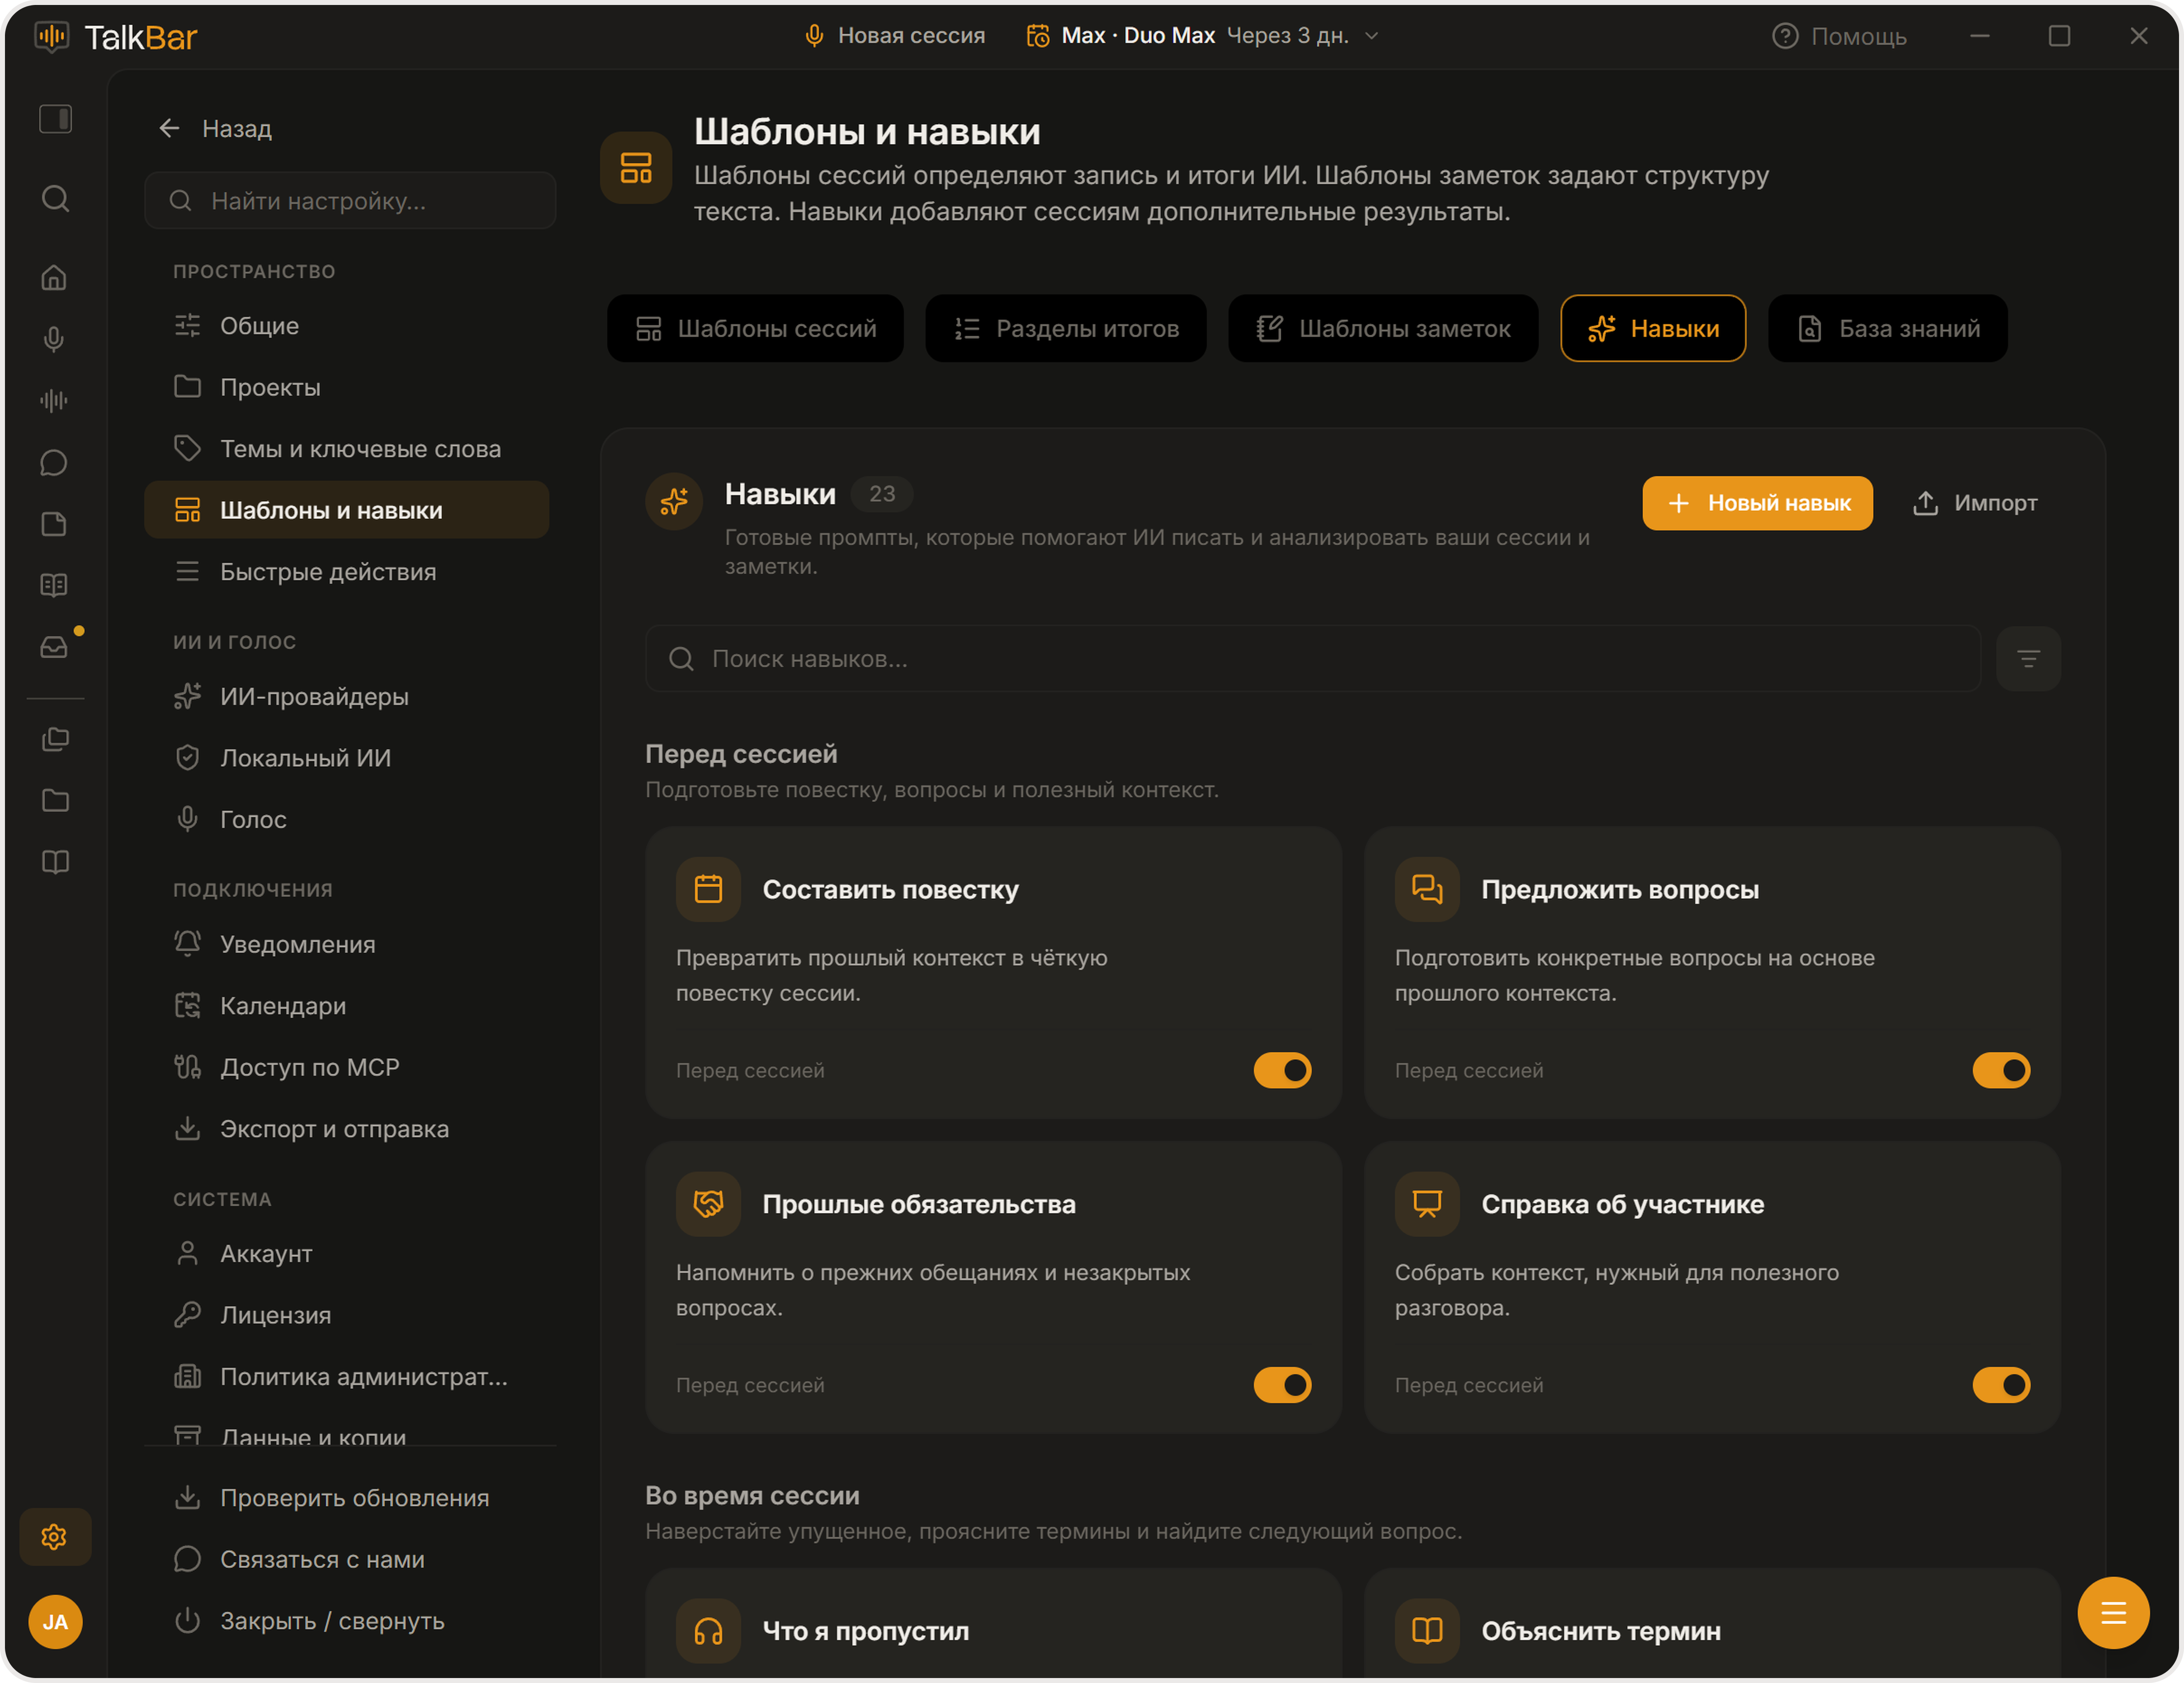 TalkBar
Новая сессия
Max · Duo Max Через 3 дн.
Помощь
Назад
Найти настройку...
ПРОСТРАНСТВО
Общие
Проекты
Темы и ключевые слова
Шаблоны и навыки
Быстрые действия
ИИ И ГОЛОС
ИИ-провайдеры
Локальный ИИ
Голос
ПОДКЛЮЧЕНИЯ
Уведомления
Календари
Доступ по MCP
Экспорт и отправка
СИСТЕМА
Аккаунт
Лицензия
Политика администрат...
Данные и копии
Проверить обновления
Связаться с нами
Закрыть / свернуть
JA
Шаблоны и навыки
Шаблоны сессий определяют запись и итоги ИИ. Шаблоны заметок задают структуру
текста. Навыки добавляют сессиям дополнительные результаты.
Шаблоны сессий
Разделы итогов
Шаблоны заметок
Навыки
База знаний
Навыки 23
Готовые промпты, которые помогают ИИ писать и анализировать ваши сессии и
заметки.
Новый навык
Импорт
Поиск навыков...
Перед сессией
Подготовьте повестку, вопросы и полезный контекст.
Составить повестку
Превратить прошлый контекст в чёткую
повестку сессии.
Перед сессией
Предложить вопросы
Подготовить конкретные вопросы на основе
прошлого контекста.
Перед сессией
Прошлые обязательства
Напомнить о прежних обещаниях и незакрытых
вопросах.
Перед сессией
Справка об участнике
Собрать контекст, нужный для полезного
разговора.
Перед сессией
Во время сессии
Наверстайте упущенное, проясните термины и найдите следующий вопрос.
Что я пропустил
Объяснить термин